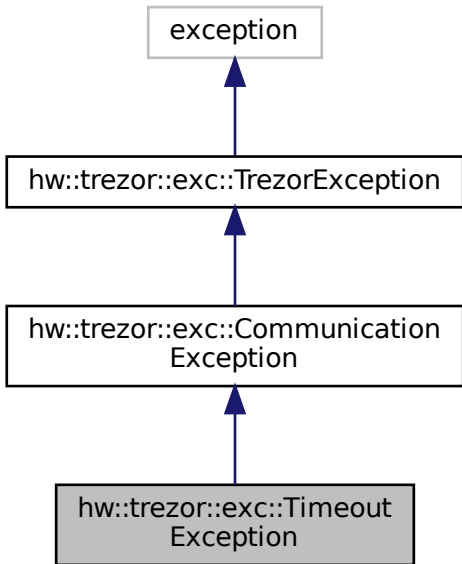 exception
hw::trezor::exc::TrezorException
hw::trezor::exc::Communication
Exception
hw::trezor::exc::Timeout
Exception